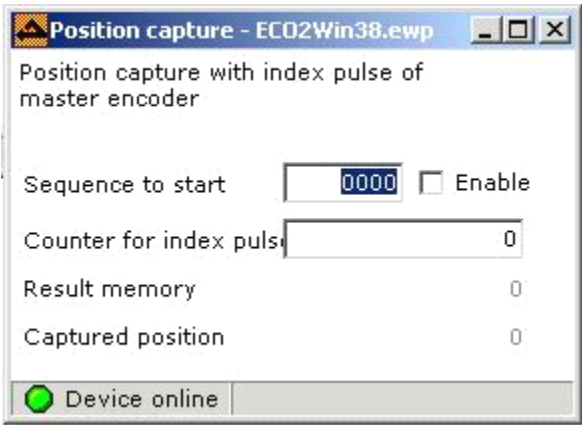 Position capture - ECO2Win38.ewp
Position capture with index pulse of
master encoder
Sequence to start 0000 Enable
Counter for index puls 0
Result memory 0
Captured position 0
Device online